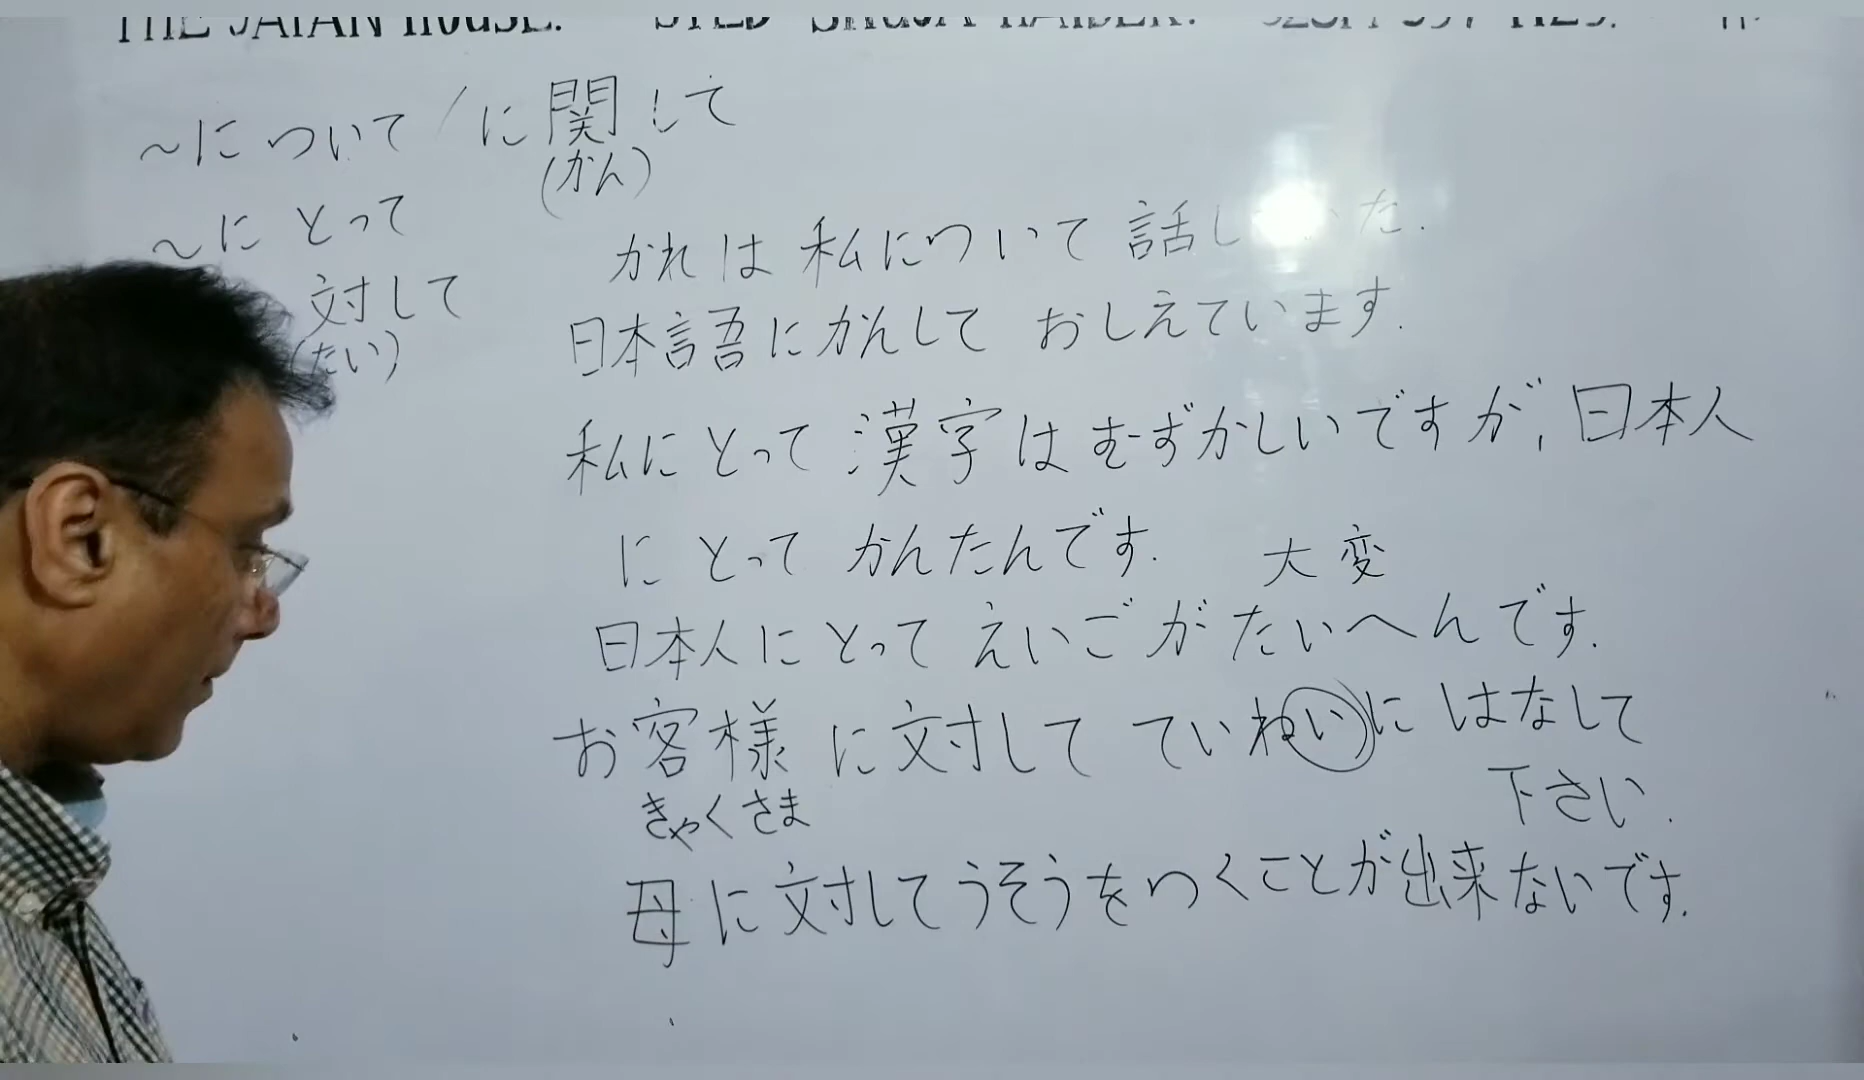 THE JAPAN HOUSE.
～について/に関して
(かん)
～にとって
対して
(たい)
かれは私について話し た.
日本語にかんしておしえています.
私にとって漢字はむずかしいですが,日本人
にとってかんたんです.
大変
日本人にとってえいごがたいへんです.
お客様に対してていねいにはなして
きゃくさま
下さい.
母に対してうそうをつくことが出来ないです.